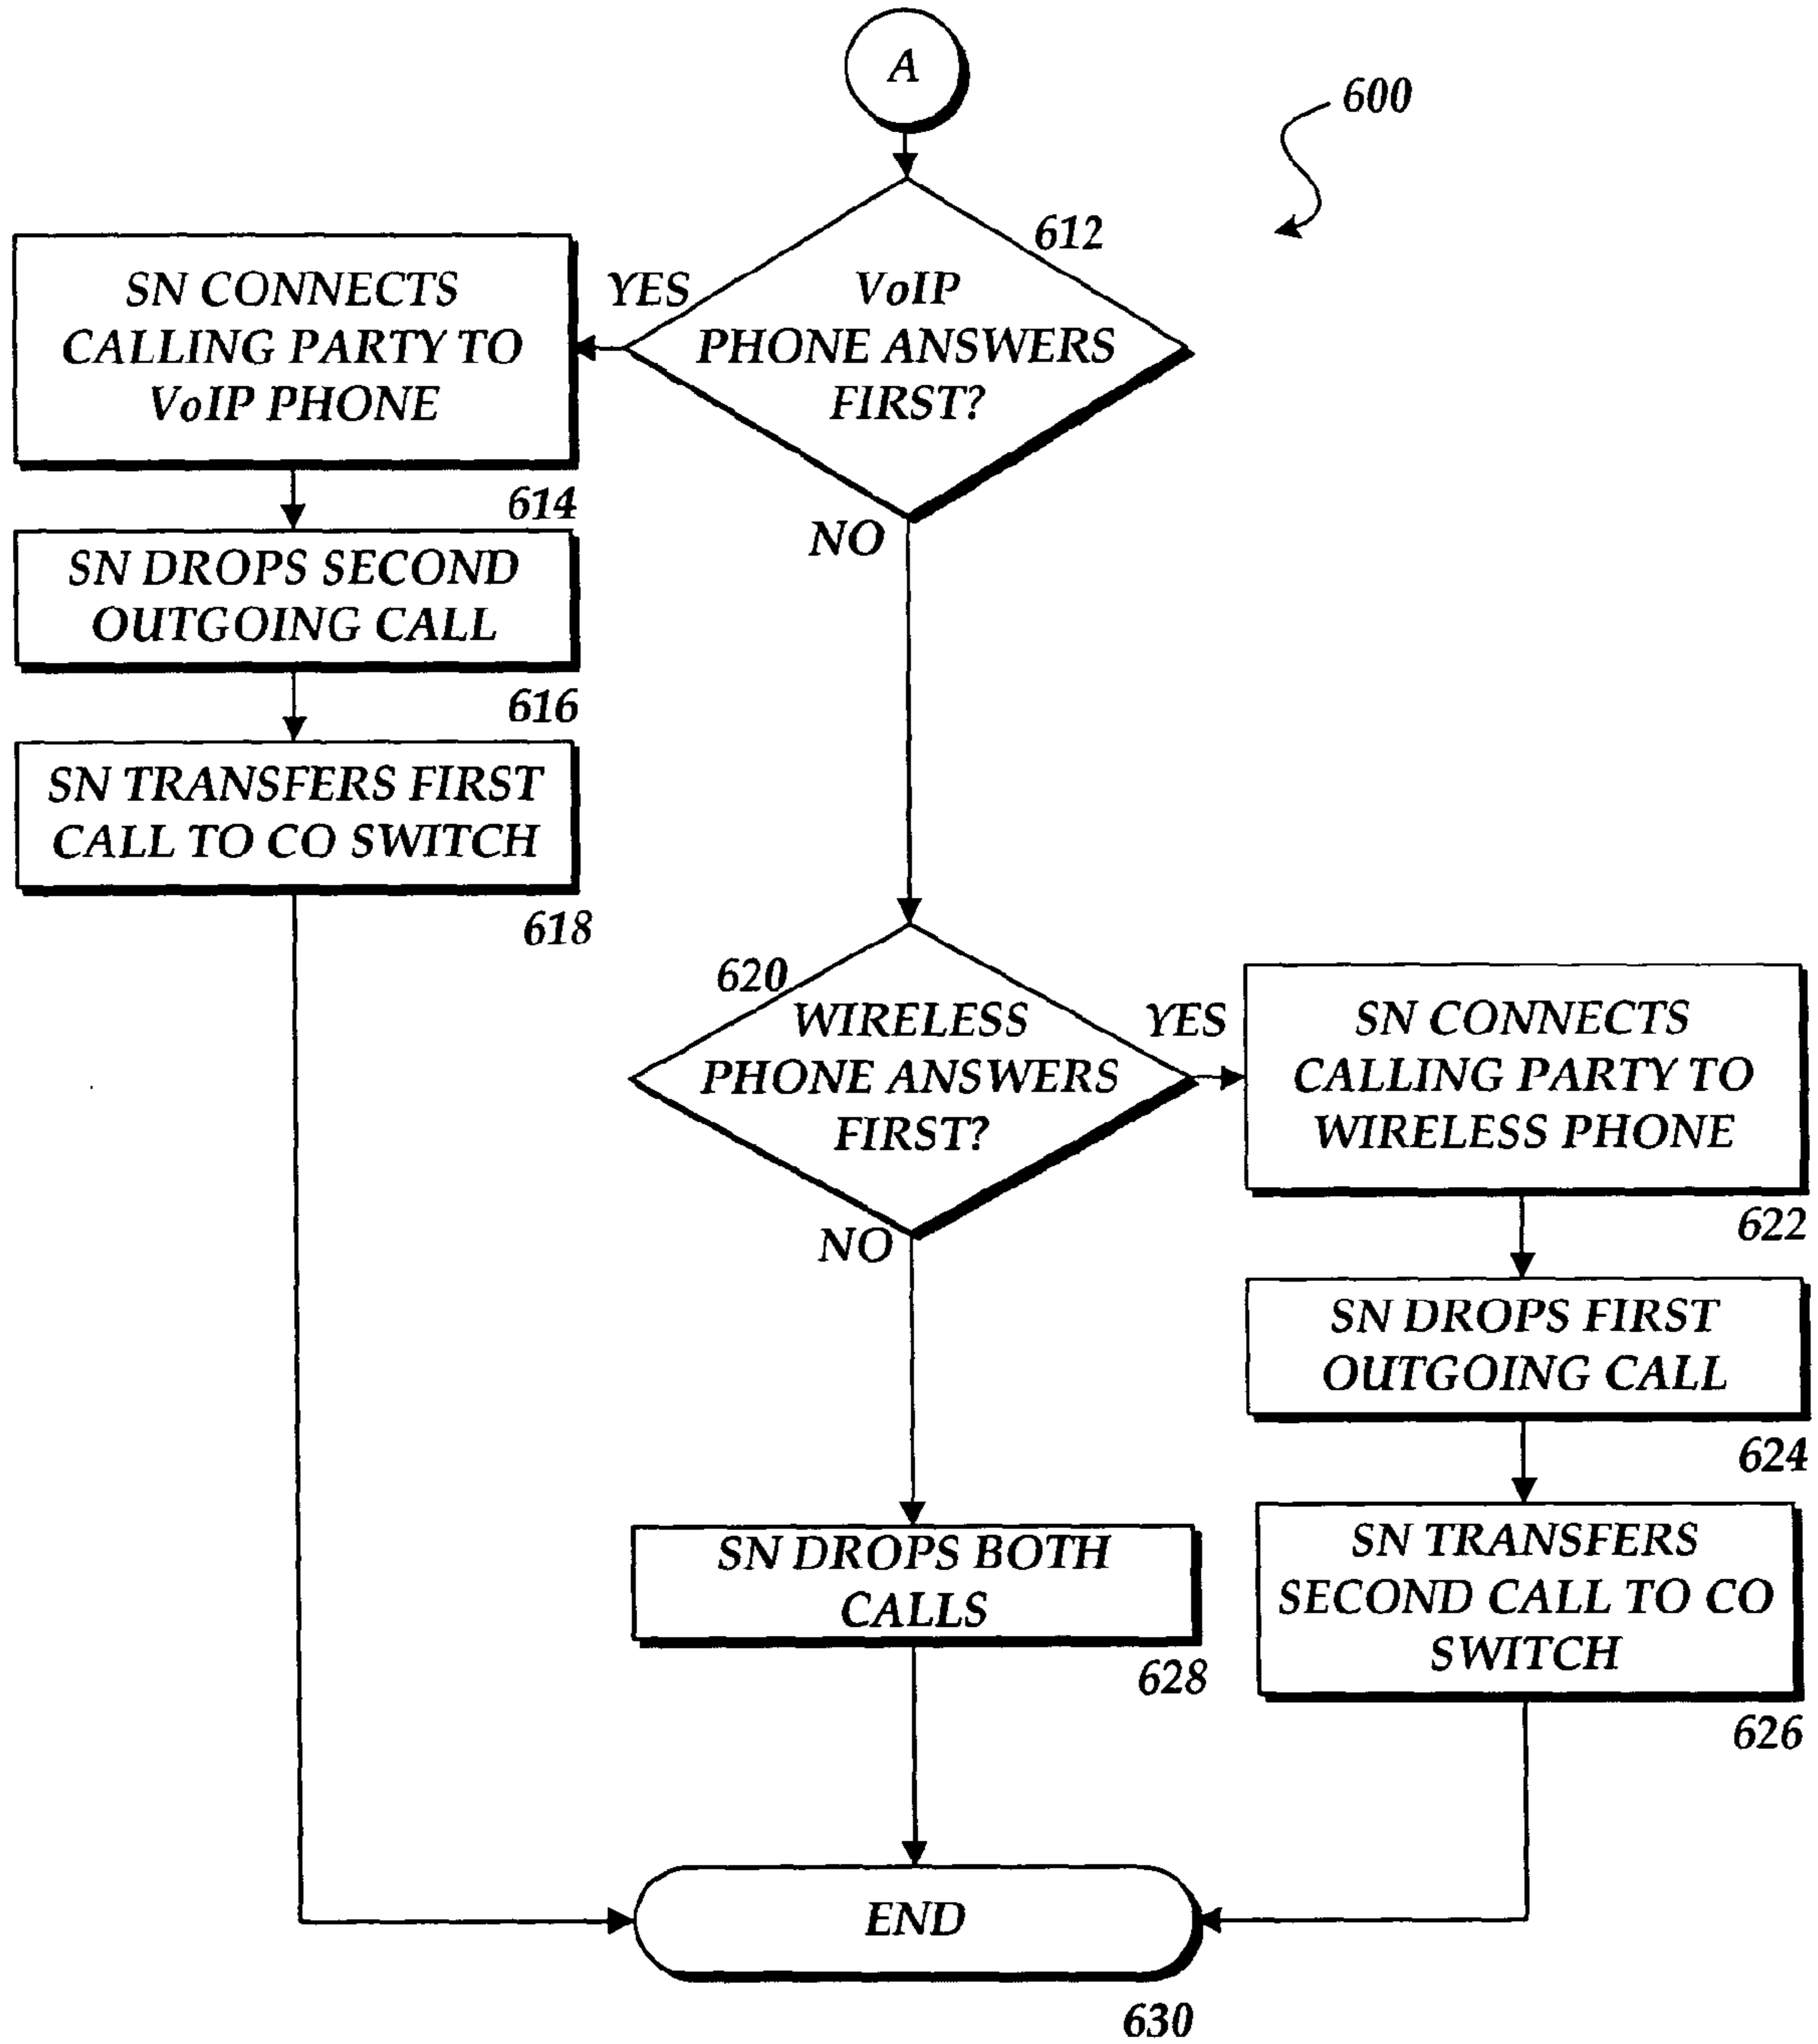 A
600
612
VoIP
PHONE ANSWERS
FIRST?
YES
NO
SN CONNECTS
CALLING PARTY TO
VoIP PHONE
614
SN DROPS SECOND
OUTGOING CALL
616
SN TRANSFERS FIRST
CALL TO CO SWITCH
618
620
WIRELESS
PHONE ANSWERS
FIRST?
YES
NO
SN CONNECTS
CALLING PARTY TO
WIRELESS PHONE
622
SN DROPS FIRST
OUTGOING CALL
624
SN TRANSFERS
SECOND CALL TO CO
SWITCH
626
SN DROPS BOTH
CALLS
628
END
630